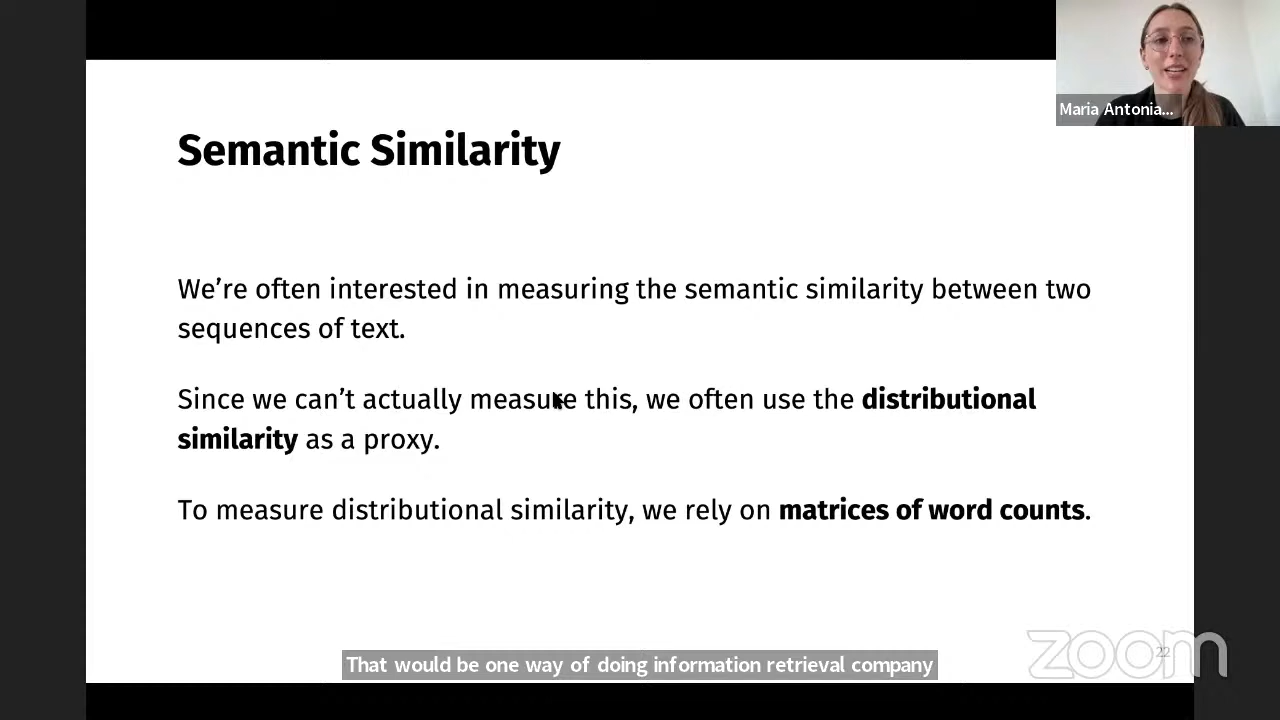 Maria Antonia...
Semantic Similarity
We're often interested in measuring the semantic similarity between two
sequences of text.
Since we can't actually measure this, we often use the distributional
similarity as a proxy.
To measure distributional similarity, we rely on matrices of word counts.
That would be one way of doing information retrieval company
zoom
22